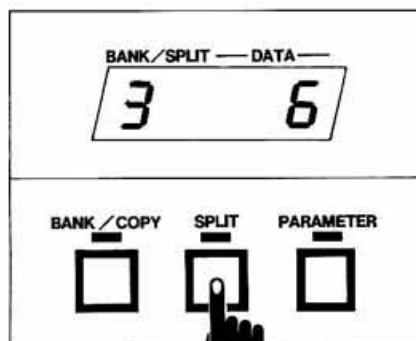 BANK/SPLIT — DATA —
3 6
BANK/COPY SPLIT PARAMETER